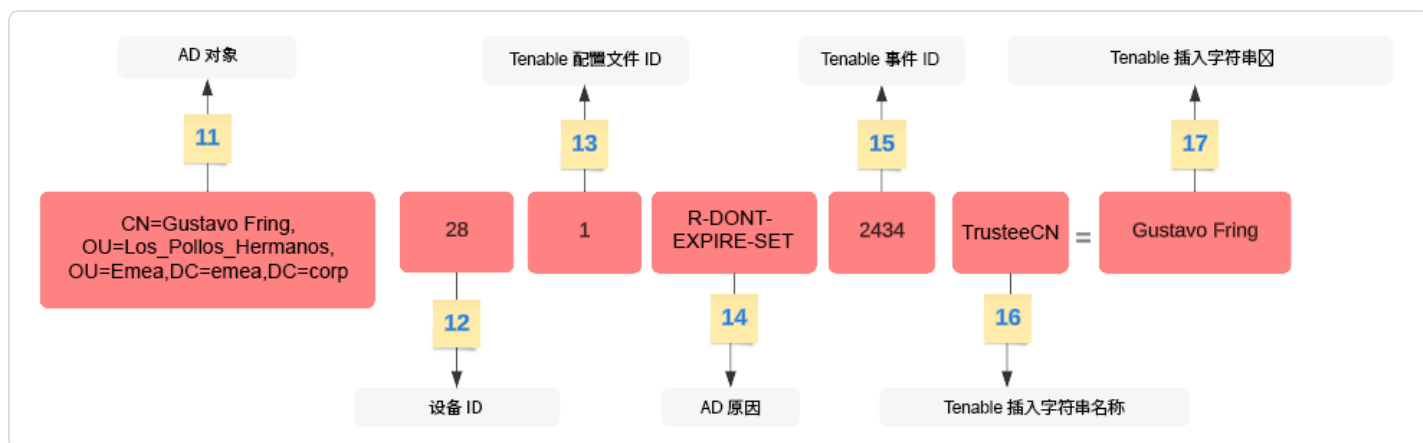 AD 对象
Tenable 配置文件 ID
Tenable 事件 ID
Tenable 插入字符串
11
13
15
17
CN=Gustavo Fring,
OU=Los_Pollos_Hermanos,
OU=Emea,DC=emea,DC=corp
28
1
R-DONT-
EXPIRE-SET
2434
TrusteeCN
=
Gustavo Fring
12
14
16
设备 ID
AD 原因
Tenable 插入字符串名称